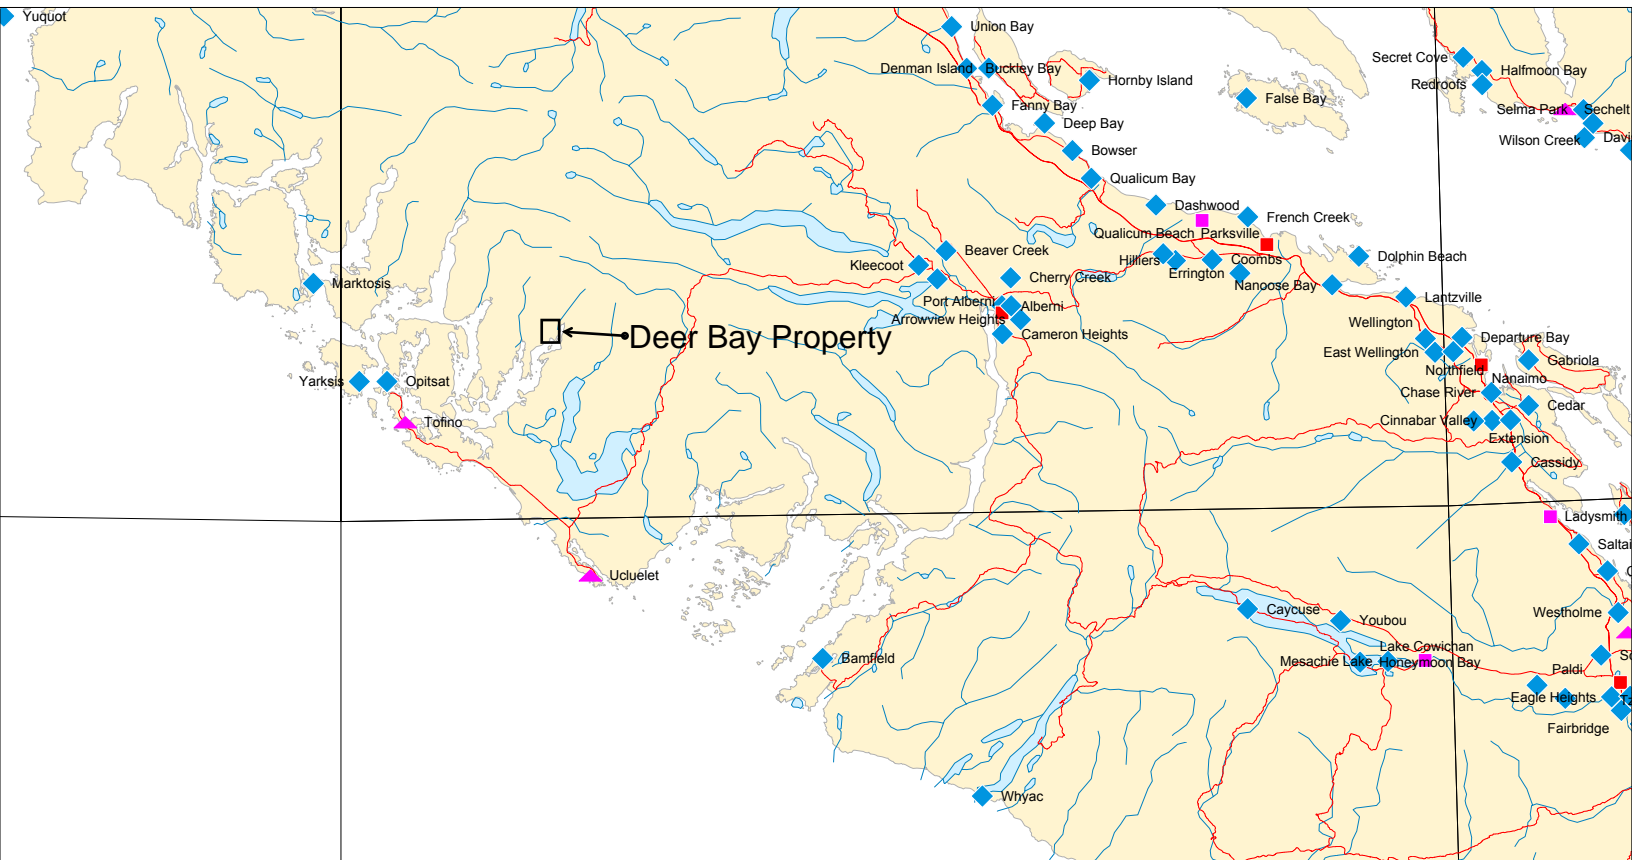 Yuquot
Union Bay
Denman Island
Buckley Bay
Hornby Island
Fanny Bay
Deep Bay
False Bay
Secret Cove
Halfmoon Bay
Redroofs
Selma Park
Sechelt
Wilson Creek
Davi
Bowser
Qualicum Bay
Dashwood
French Creek
Qualicum Beach
Parksville
Dolphin Beach
Beaver Creek
Kleecoot
Cherry Creek
Hilliers
Coombs
Errington
Nanoose Bay
Marktosis
Lantzville
Port Alberni
Alberni
Arrowview Heights
Cameron Heights
Deer Bay Property
Wellington
Departure Bay
East Wellington
Northfield
Gabriola
Nanaimo
Yarksis
Opitsat
Chase River
Cedar
Tofino
Cinnabar Valley
Extension
Cassidy
Ladysmith
Saltai
Ucluelet
Caycuse
Youbou
Westholme
Lake Cowichan
Mesachie Lake
Honeymoon Bay
Bamfield
Paldi
So
Eagle Heights
Fairbridge
Whyac